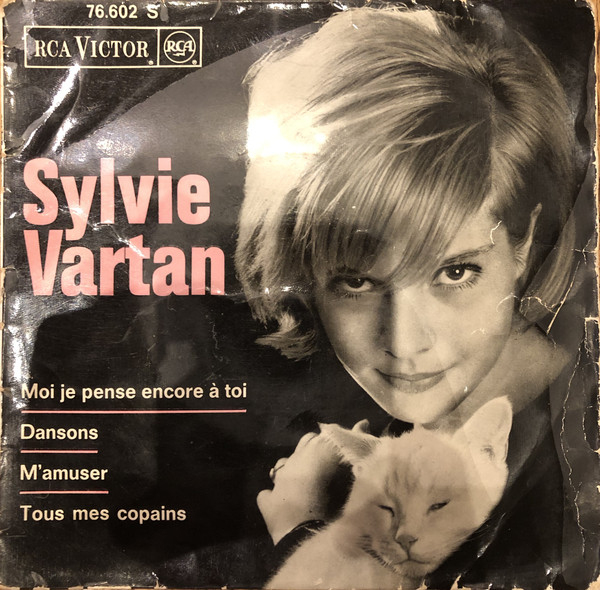 76.602 S
RCA VICTOR RCA
Sylvie
Vartan
Moi je pense encore à toi
Dansons
M'amuser
Tous mes copains